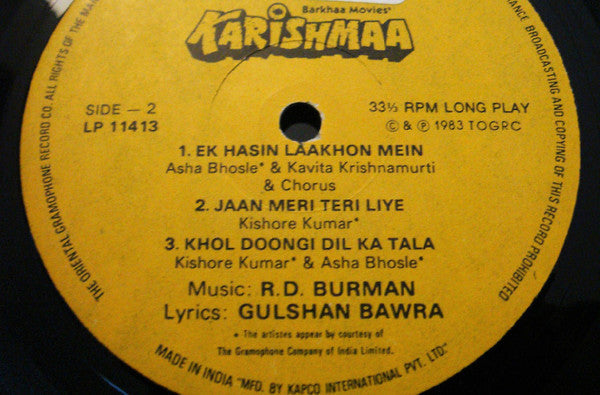 Barkhaa Movies'
KARISHMAA
SIDE — 2
LP 11413
33⅓ RPM LONG PLAY
© & ℗ 1983 TOGRC
1. EK HASIN LAAKHON MEIN
Asha Bhosle* & Kavita Krishnamurti
& Chorus
2. JAAN MERI TERI LIYE
Kishore Kumar*
3. KHOL DOONGI DIL KA TALA
Kishore Kumar* & Asha Bhosle*
Music: R.D. BURMAN
Lyrics: GULSHAN BAWRA
* The artistes appear by courtesy of
The Gramophone Company of India Limited.
THE ORIENTAL GRAMOPHONE RECORD CO. ALL RIGHTS OF THE
BROADCASTING AND COPYING OF THIS RECORD PROHIBITED
MADE IN INDIA "MFD. BY KAPCO INTERNATIONAL PVT. LTD."